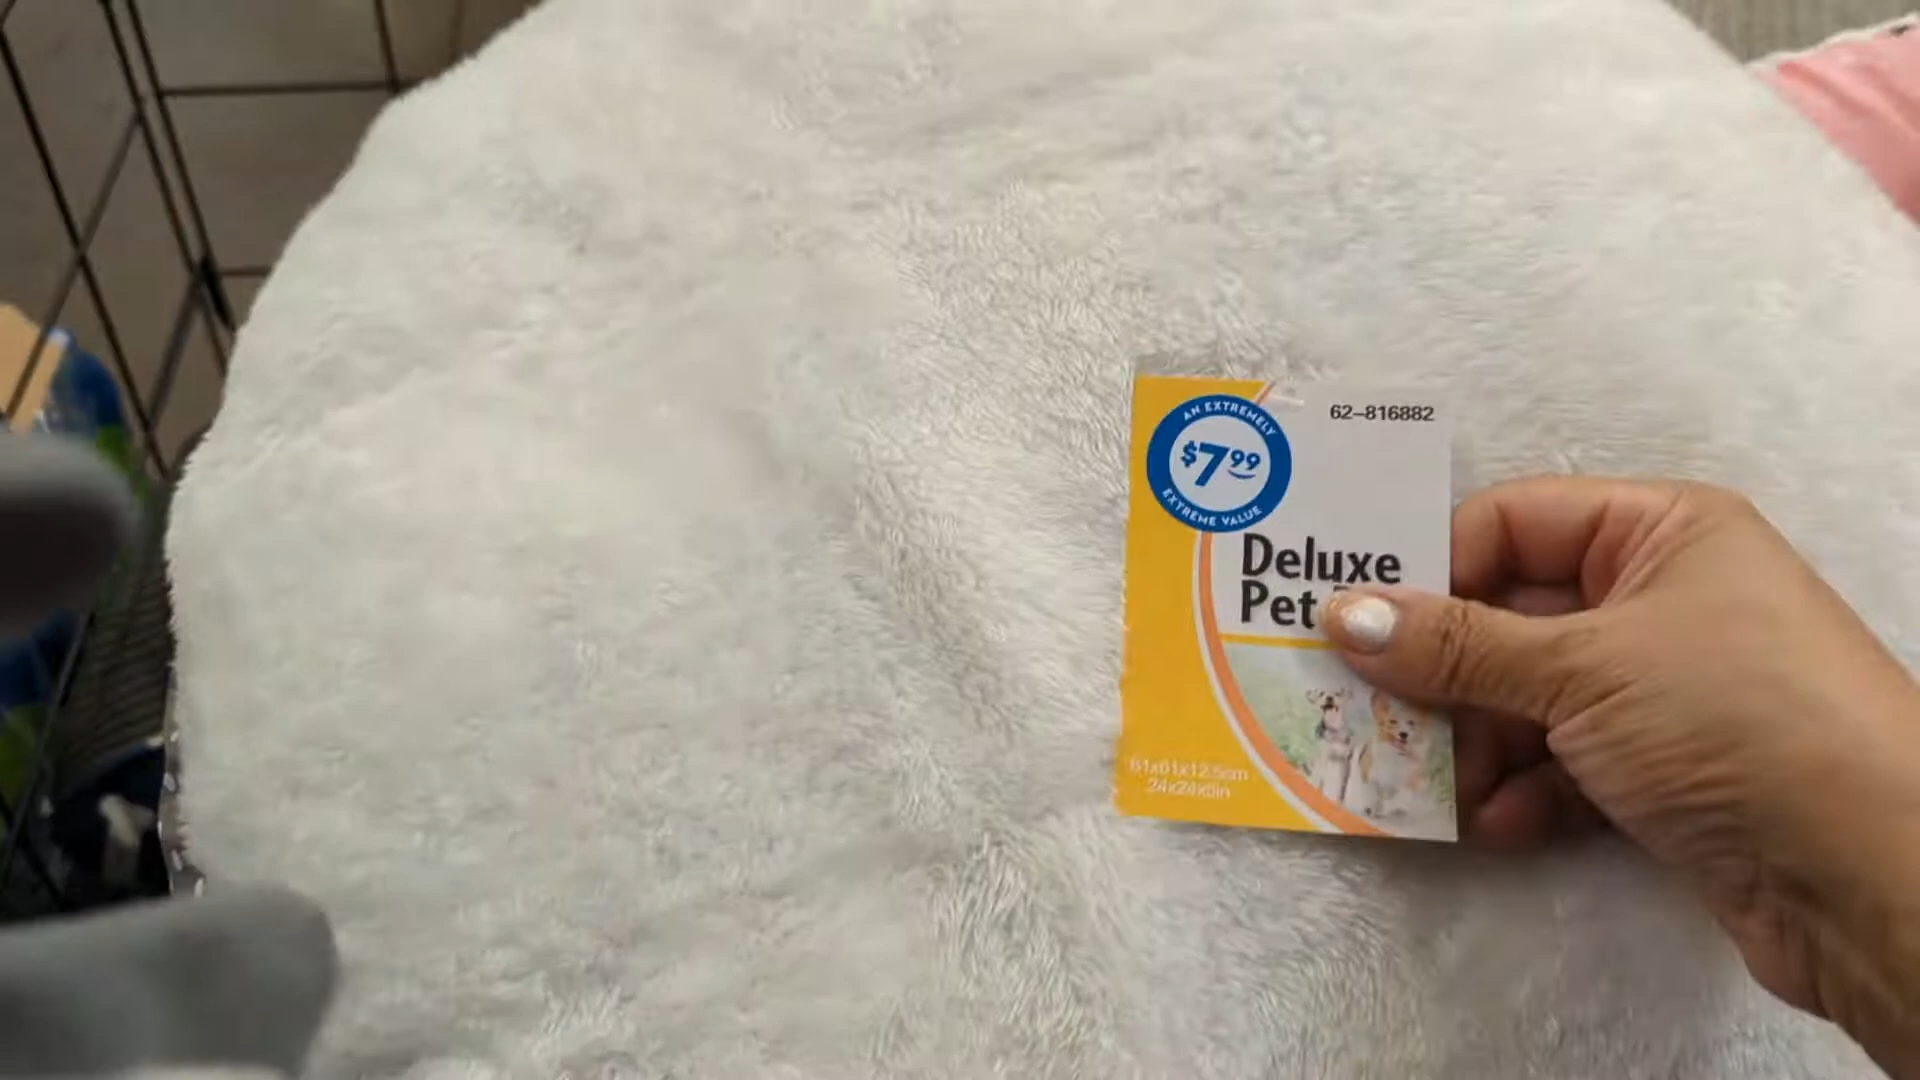 AN EXTREMELY
$7.99
EXTREME VALUE
62-816882
Deluxe
Pet
61x61x12.5cm
24x24x5in